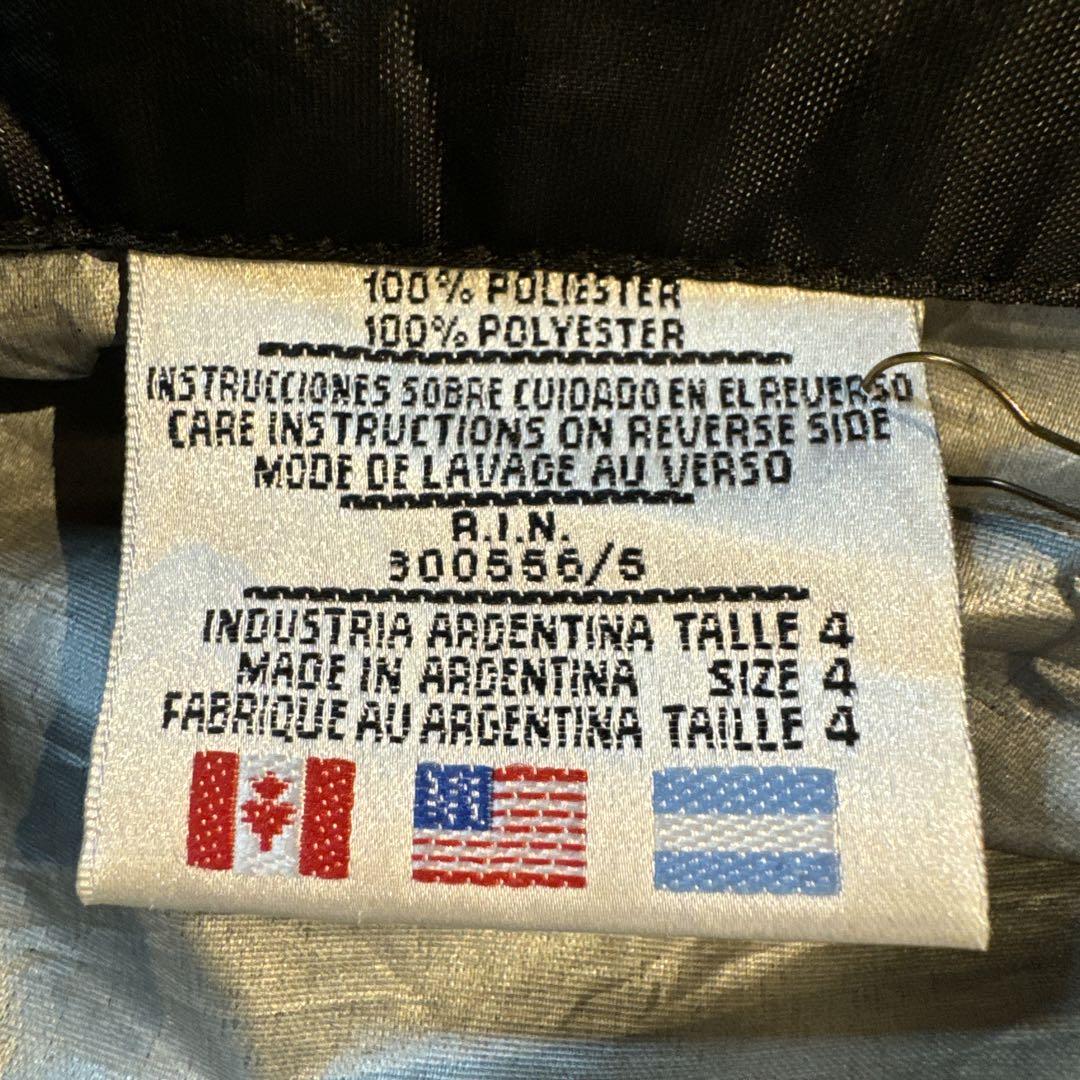 100% POLIESTER
100% POLYESTER
INSTRUCCIONES SOBRE CUIDADO EN EL REVERSO
CARE INSTRUCTIONS ON REVERSE SIDE
MODE DE LAVAGE AU VERSO
R.I.N.
300556/5
INDUSTRIA ARGENTINA TALLE 4
MADE IN ARGENTINA SIZE 4
FABRIQUE AU ARGENTINA TAILLE 4